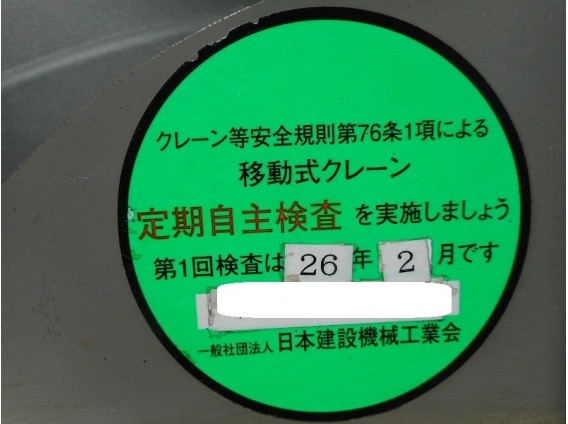 クレーン等安全規則第76条1項による
移動式クレーン
定期自主検査 を実施しましょう
第1回検査は 26 年 2 月です
一般社団法人 日本建設機械工業会